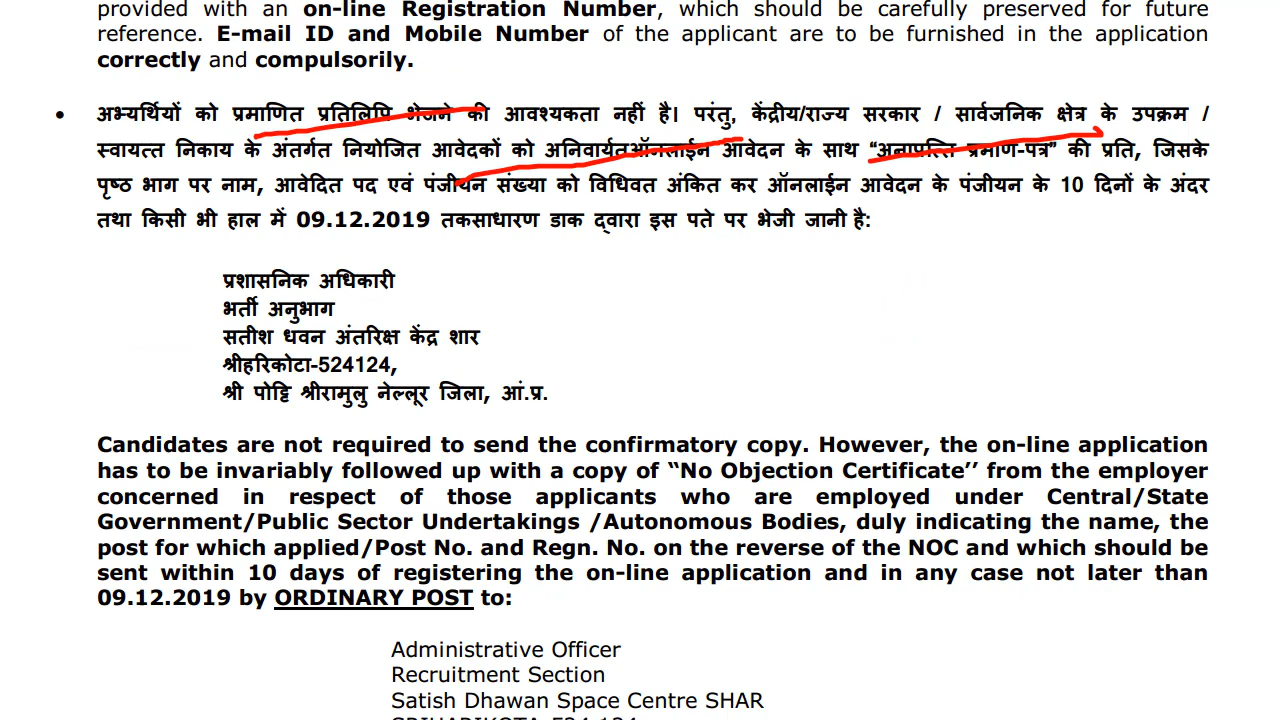 provided with an on-line Registration Number, which should be carefully preserved for future
reference. E-mail ID and Mobile Number of the applicant are to be furnished in the application
correctly and compulsorily.
• अभ्यर्थियों को प्रमाणित प्रतिलिपि भेजने की आवश्यकता नहीं है। परंतु, केंद्रीय/राज्य सरकार / सार्वजनिक क्षेत्र के उपक्रम /
स्वायत्त निकाय के अंतर्गत नियोजित आवेदकों को अनिवार्यतऑनलाईन आवेदन के साथ “अनापत्ति प्रमाण-पत्र” की प्रति, जिसके
पृष्ठ भाग पर नाम, आवेदित पद एवं पंजीयन संख्या को विधिवत अंकित कर ऑनलाईन आवेदन के पंजीयन के 10 दिनों के अंदर
तथा किसी भी हाल में 09.12.2019 तकसाधारण डाक द्वारा इस पते पर भेजी जानी है:
प्रशासनिक अधिकारी
भर्ती अनुभाग
सतीश धवन अंतरिक्ष केंद्र शार
श्रीहरिकोटा-524124,
श्री पोट्टि श्रीरामुलु नेल्लूर जिला, आं.प्र.
Candidates are not required to send the confirmatory copy. However, the on-line application
has to be invariably followed up with a copy of “No Objection Certificate’’ from the employer
concerned in respect of those applicants who are employed under Central/State
Government/Public Sector Undertakings /Autonomous Bodies, duly indicating the name, the
post for which applied/Post No. and Regn. No. on the reverse of the NOC and which should be
sent within 10 days of registering the on-line application and in any case not later than
09.12.2019 by ORDINARY POST to:
Administrative Officer
Recruitment Section
Satish Dhawan Space Centre SHAR